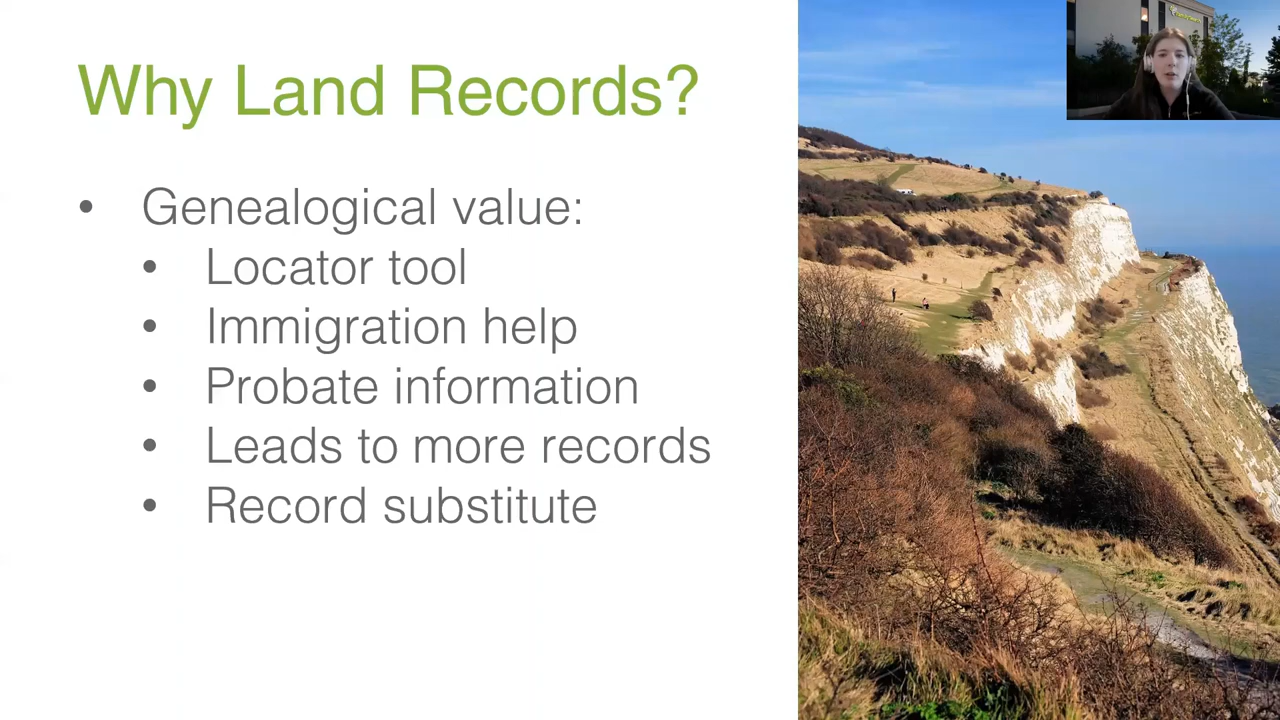 Why Land Records?
• Genealogical value:
• Locator tool
• Immigration help
• Probate information
• Leads to more records
• Record substitute